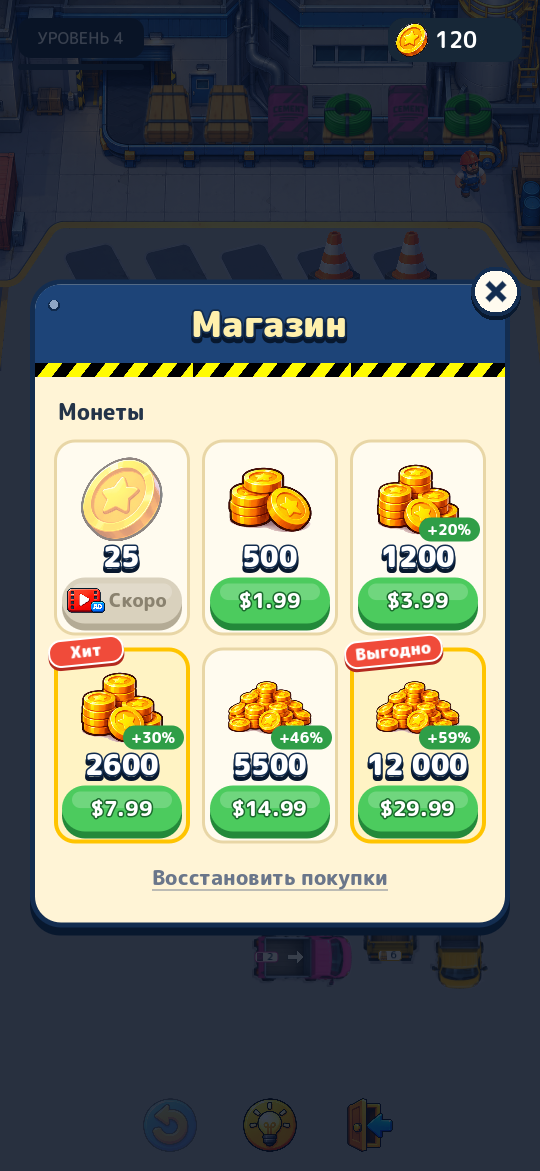 УРОВЕНЬ 4
120
Магазин
Монеты
25
500
+20%
1200
AD Скоро
$1.99
$3.99
Хит
Выгодно
+30%
+46%
+59%
2600
5500
12 000
$7.99
$14.99
$29.99
Восстановить покупки